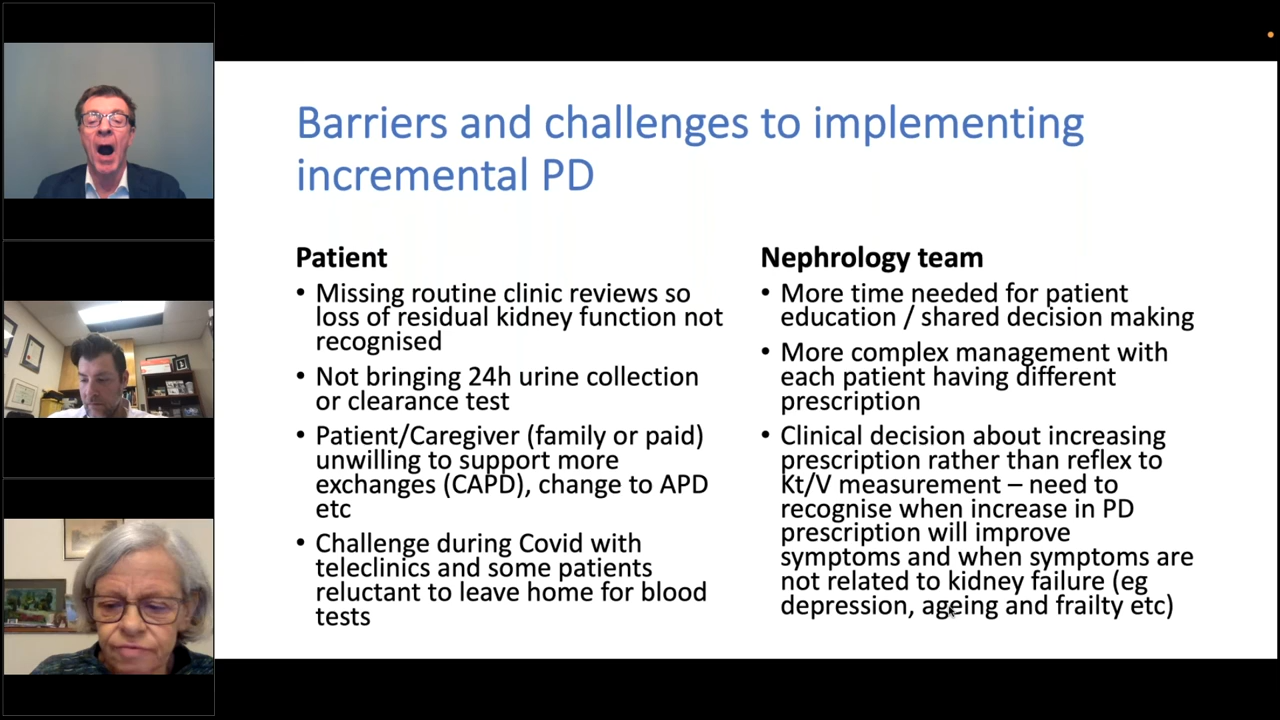 Barriers and challenges to implementing
incremental PD
Patient
• Missing routine clinic reviews so
loss of residual kidney function not
recognised
• Not bringing 24h urine collection
or clearance test
• Patient/Caregiver (family or paid)
unwilling to support more
exchanges (CAPD), change to APD
etc
• Challenge during Covid with
teleclinics and some patients
reluctant to leave home for blood
tests
Nephrology team
• More time needed for patient
education / shared decision making
• More complex management with
each patient having different
prescription
• Clinical decision about increasing
prescription rather than reflex to
Kt/V measurement – need to
recognise when increase in PD
prescription will improve
symptoms and when symptoms are
not related to kidney failure (eg
depression, ageing and frailty etc)